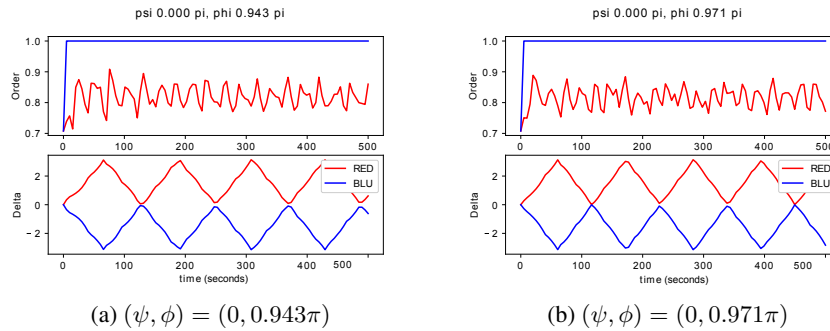 psi 0.000 pi, phi 0.943 pi
1.0
0.9
0.8
0.7
Order
0 100 200 300 400 500
2
0
−2
Delta
RED
BLU
0 100 200 300 400 500
time (seconds)
(a) (ψ, ϕ) = (0, 0.943π)
psi 0.000 pi, phi 0.971 pi
1.0
0.9
0.8
0.7
Order
0 100 200 300 400 500
2
0
−2
Delta
RED
BLU
0 100 200 300 400 500
time (seconds)
(b) (ψ, ϕ) = (0, 0.971π)